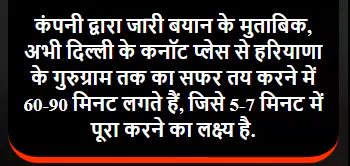 कंपनी द्वारा जारी बयान के मुताबिक,
अभी दिल्ली के कनॉट प्लेस से हरियाणा
के गुरुग्राम तक का सफर तय करने में
60-90 मिनट लगते हैं, जिसे 5-7 मिनट में
पूरा करने का लक्ष्य है.